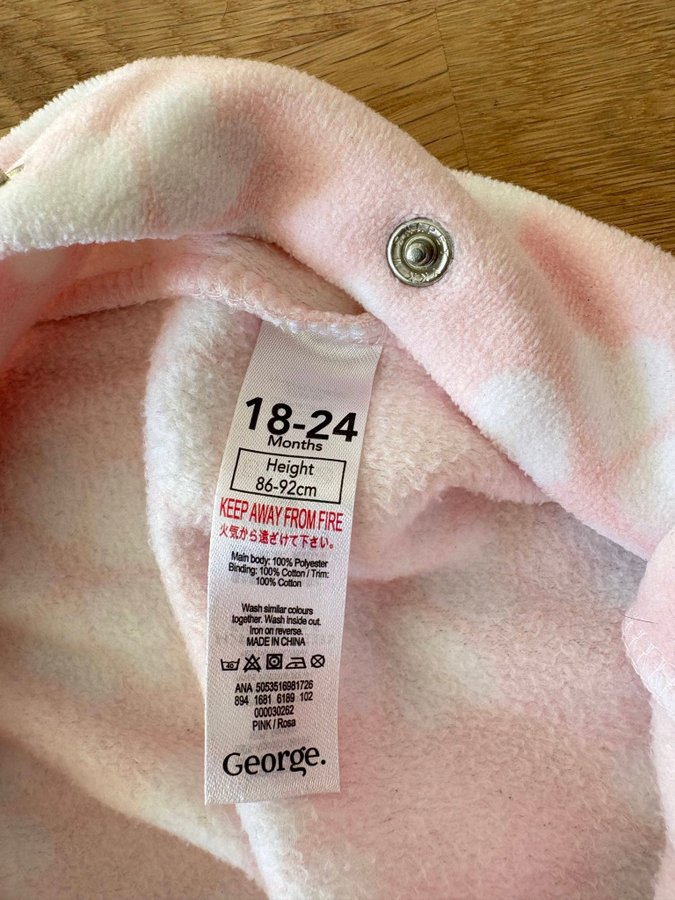 18-24
Months
Height
86-92cm
KEEP AWAY FROM FIRE
火気から遠ざけて下さい。
Main body: 100% Polyester
Binding: 100% Cotton / Trim:
100% Cotton
Wash similar colours
together. Wash inside out.
Iron on reverse.
MADE IN CHINA
40
ANA 5053516981726
894 1681 6189 102
000030262
PINK / Rosa
George.